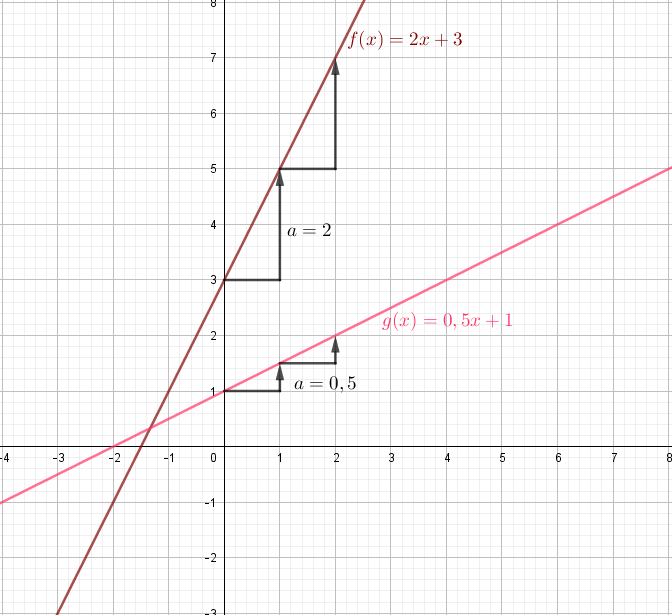 8
f(x) = 2x + 3
7
6
5
4
a = 2
3
2
g(x) = 0, 5x + 1
1
a = 0, 5
-4 -3 -2 -1 0 1 2 3 4 5 6 7 8
-1
-2
-3